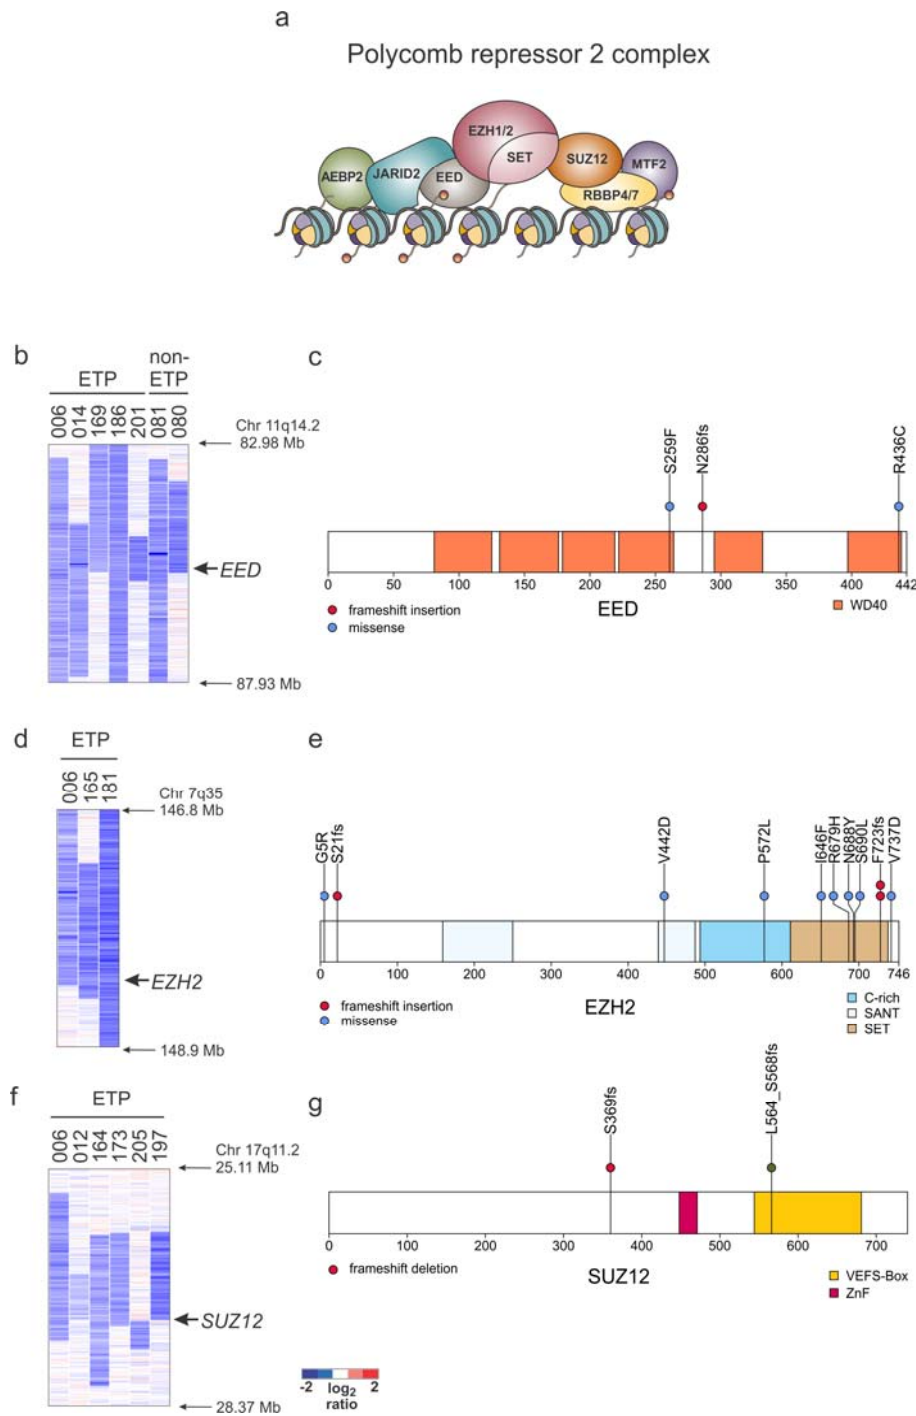 a
Polycomb repressor 2 complex
EZH1/2
SET
SUZ12
MTF2
JARID2
EED
AEBP2
RBBP4/7
b
ETP
non-
ETP
006
014
169
186
201
081
080
Chr 11q14.2
82.98 Mb
EED
87.93 Mb
c
S259F
N286fs
R436C
0 50 100 150 200 250 300 350 400 442
EED
frameshift insertion
missense
WD40
d
ETP
006
165
181
Chr 7q35
146.8 Mb
EZH2
148.9 Mb
e
G5R
S21fs
V442D
P572L
I646F
R679H
N688Y
S690L
F723fs
V737D
0 100 200 300 400 500 600 700 746
EZH2
frameshift insertion
missense
C-rich
SANT
SET
f
ETP
006
012
164
173
205
197
Chr 17q11.2
25.11 Mb
SUZ12
28.37 Mb
g
S369fs
L564_S568fs
0 100 200 300 400 500 600 700
SUZ12
frameshift deletion
VEFS-Box
ZnF
-2 log2 2
ratio